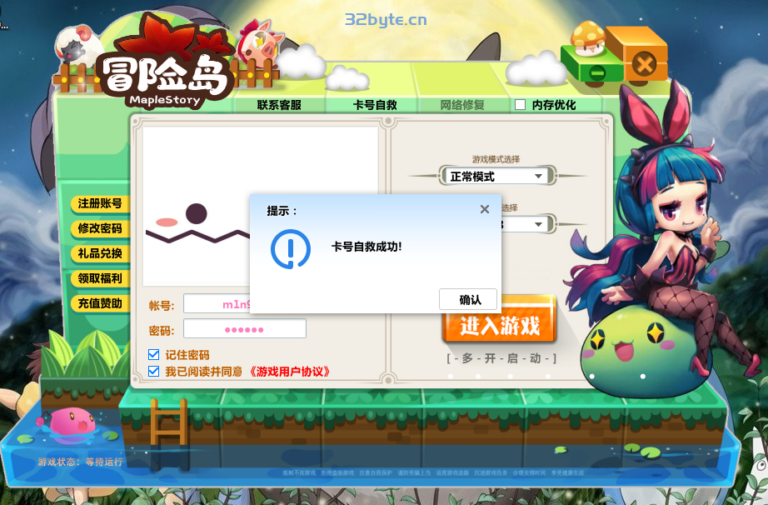 32byte.cn
冒险岛
MapleStory
联系客服
卡号自救
网络修复
内存优化
注册账号
修改密码
礼品兑换
领取福利
充值赞助
游戏模式选择
正常模式
选择
提示：
卡号自救成功!
确认
帐号:
m1n
密码:
记住密码
我已阅读并同意 《游戏用户协议》
进入游戏
[ - 多 - 开 - 启 - 动 - ]
游戏状态: 等待运行